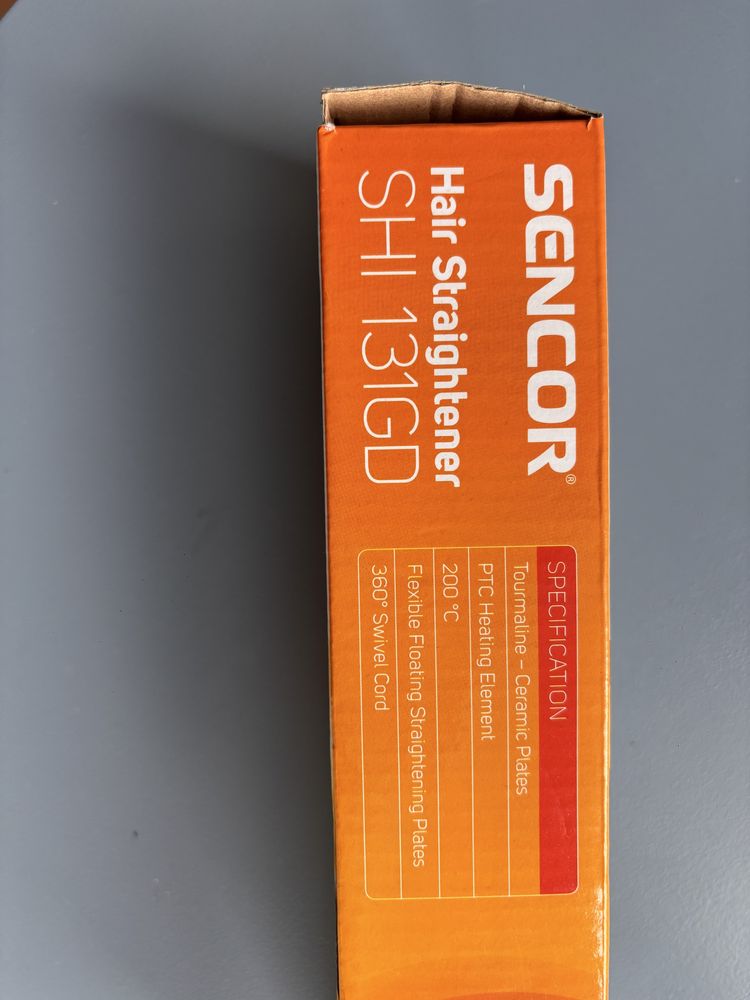 SENCOR®
Hair Straightener
SHI 131GD
SPECIFICATION
Tourmaline – Ceramic Plates
PTC Heating Element
200 °C
Flexible Floating Straightening Plates
360° Swivel Cord